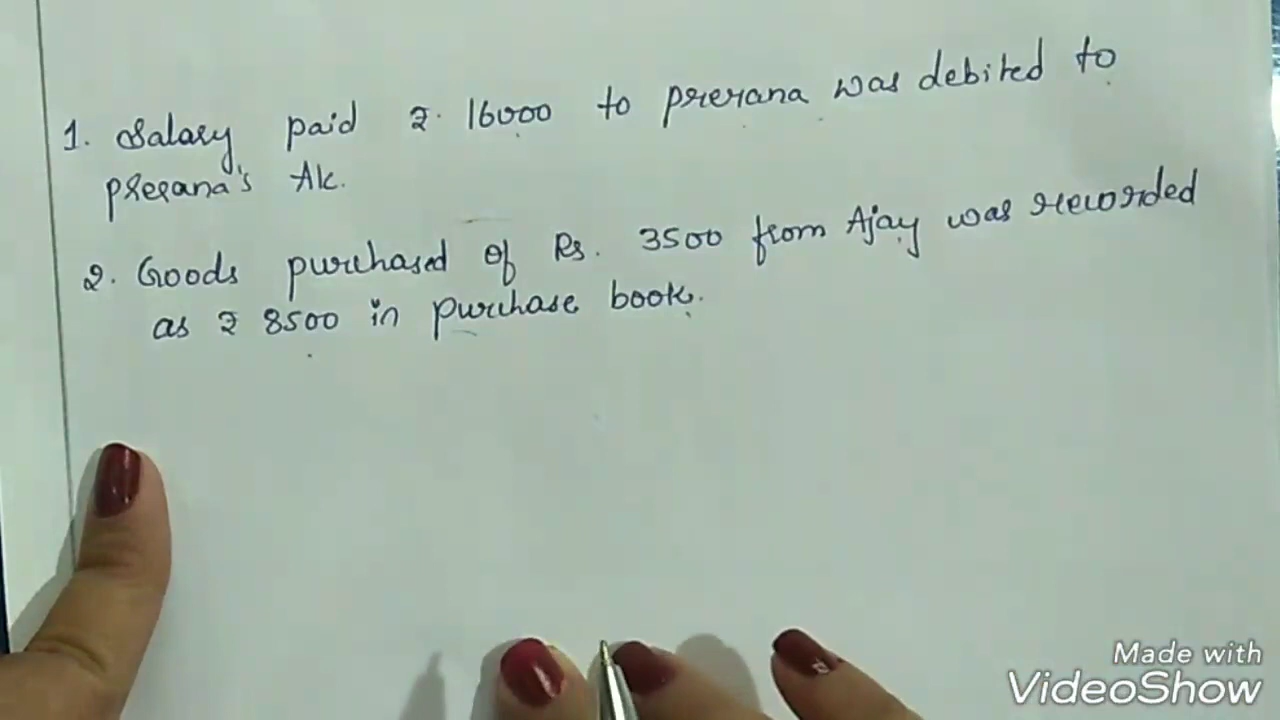 1. Salary paid ₹. 16000 to prerana was debited to
prerana's A/c.
2. Goods purchased of Rs. 3500 from Ajay was recorded
as ₹ 8500 in purchase book.
Made with
VideoShow